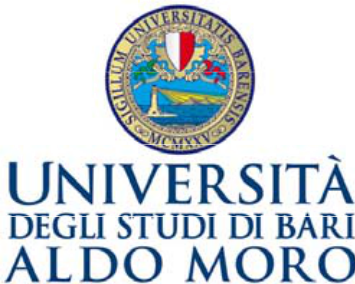 SIGILLUM UNIVERSITATIS BARENSIS
MCMXXV
UNIVERSITÀ
DEGLI STUDI DI BARI
ALDO MORO